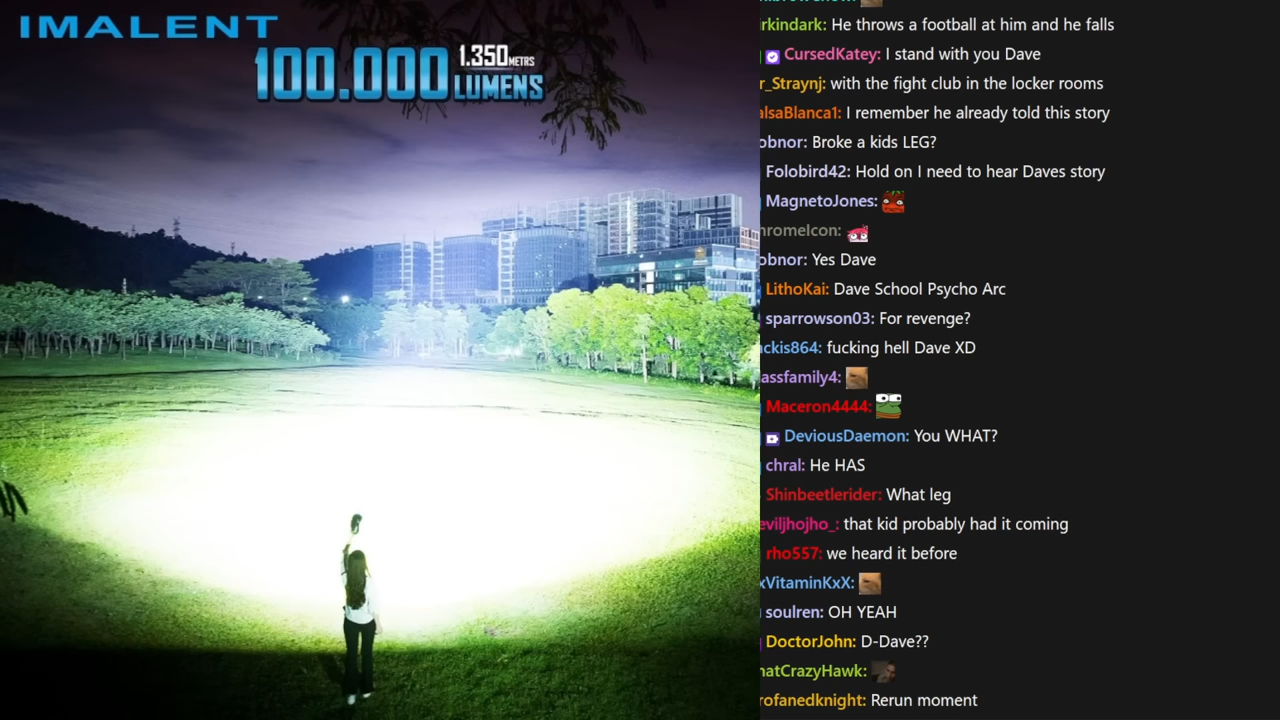 IMALENT
100.000 1.350 METRS
LUMENS
irkindark: He throws a football at him and he falls
CursedKatey: I stand with you Dave
r_Straynj: with the fight club in the locker rooms
alsaBlanca1: I remember he already told this story
obnor: Broke a kids LEG?
Folobird42: Hold on I need to hear Daves story
MagnetoJones:
hromeIcon:
obnor: Yes Dave
LithoKai: Dave School Psycho Arc
sparrowson03: For revenge?
ckis864: fucking hell Dave XD
assfamily4:
Maceron4444:
DeviousDaemon: You WHAT?
chral: He HAS
Shinbeetlerider: What leg
eviljhojho_: that kid probably had it coming
rho557: we heard it before
xVitaminKxX:
soulren: OH YEAH
DoctorJohn: D-Dave??
hatCrazyHawk:
rofanedknight: Rerun moment